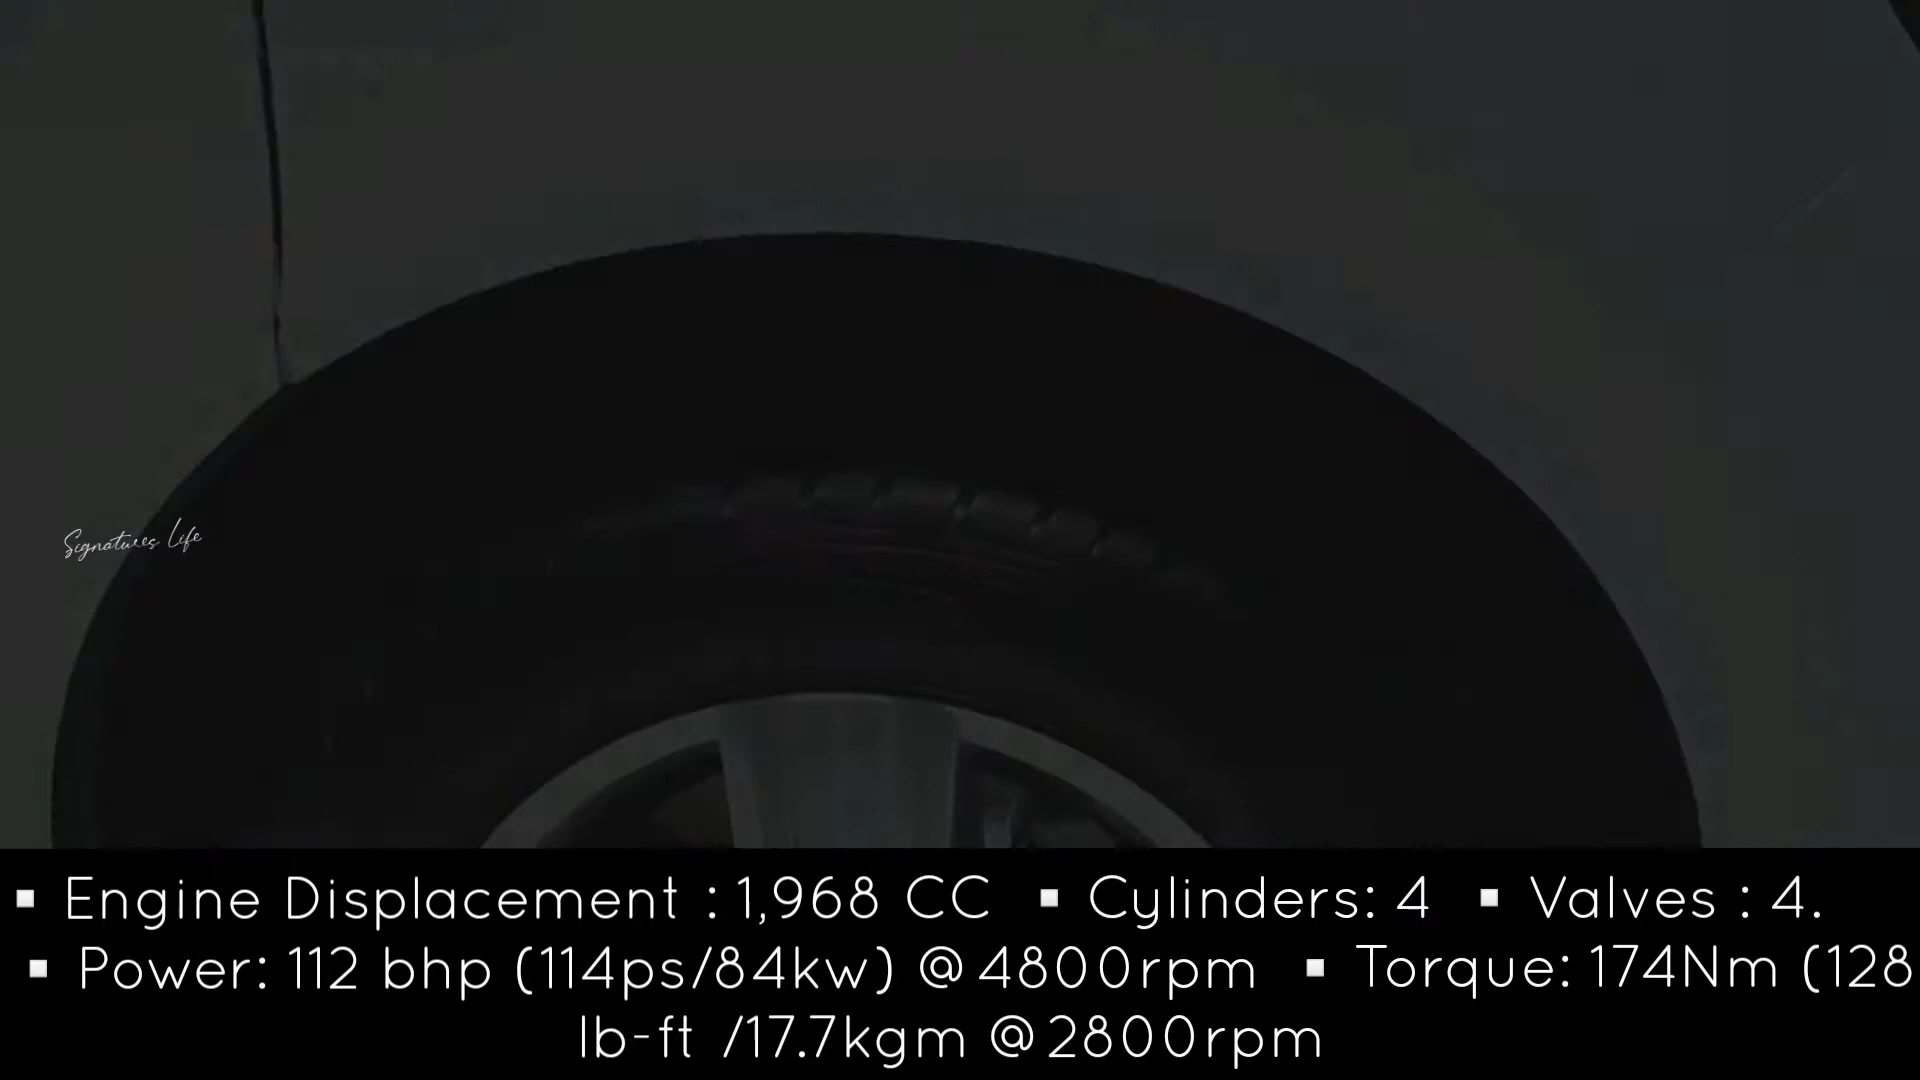 Signatures Life
▪ Engine Displacement : 1,968 CC ▪ Cylinders: 4 ▪ Valves : 4.
▪ Power: 112 bhp (114ps/84kw) @ 4800rpm ▪ Torque: 174Nm (128
lb-ft /17.7kgm @ 2800rpm